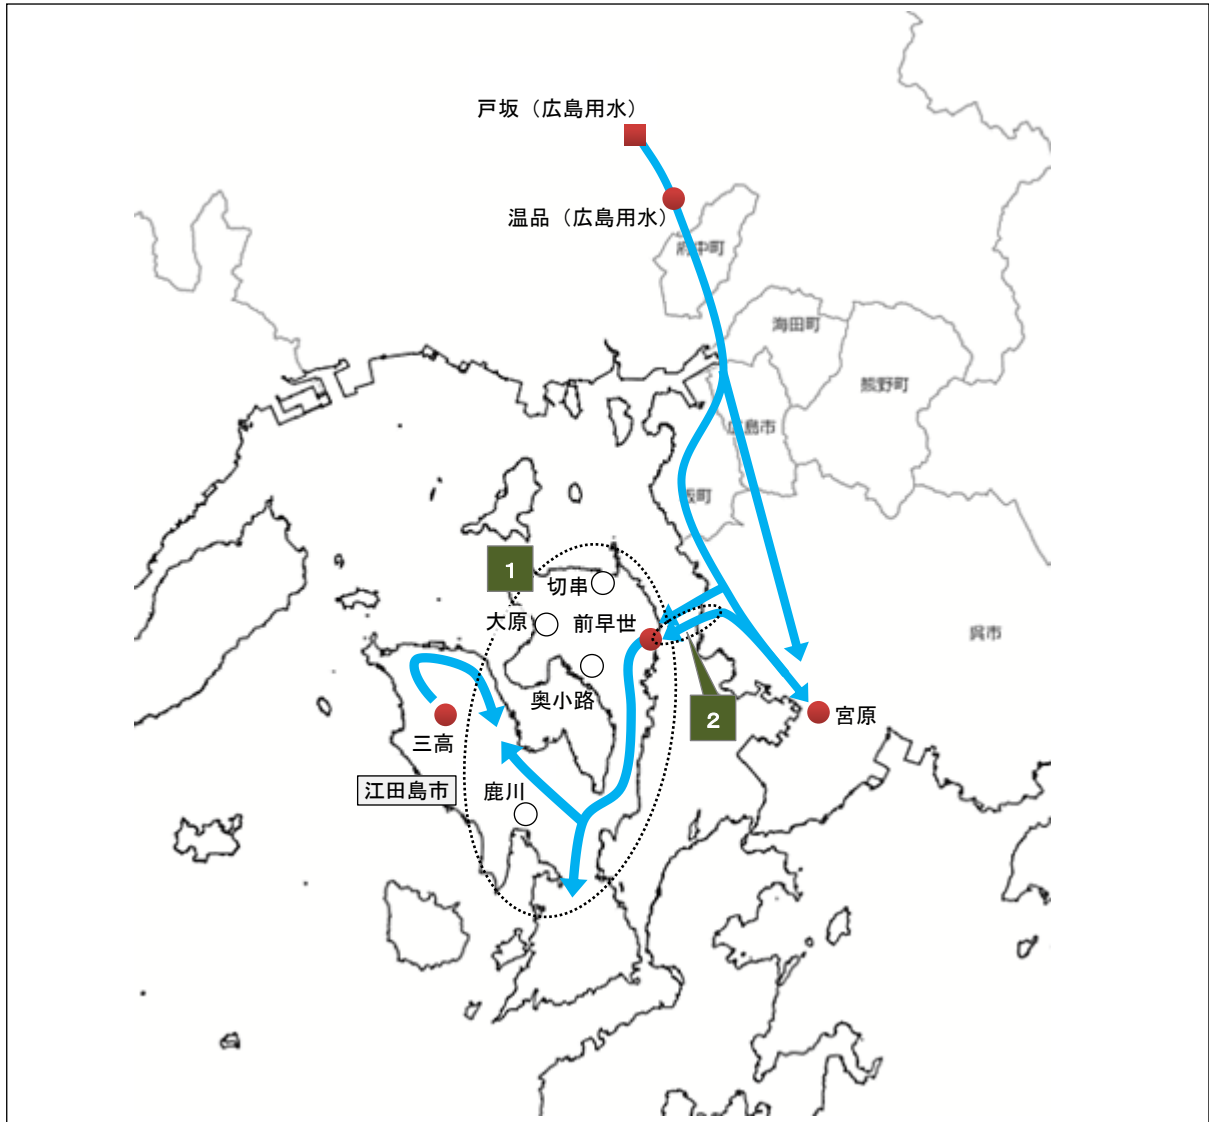 戸坂（広島用水）
温品（広島用水）
府中町
海田町
熊野町
広島市
坂町
1
切串
大原
前早世
呉市
奥小路
2
宮原
三高
江田島市
鹿川